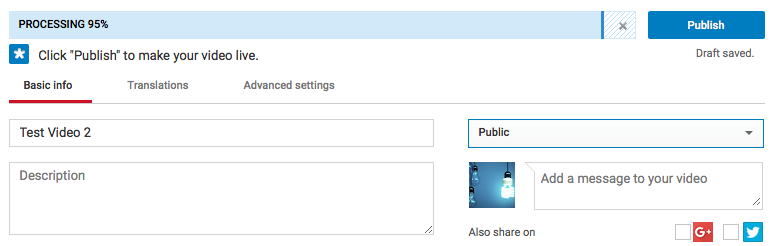 PROCESSING 95%
Publish
Click "Publish" to make your video live.
Draft saved.
Basic info
Translations
Advanced settings
Test Video 2
Public
Description
Add a message to your video
Also share on
G+